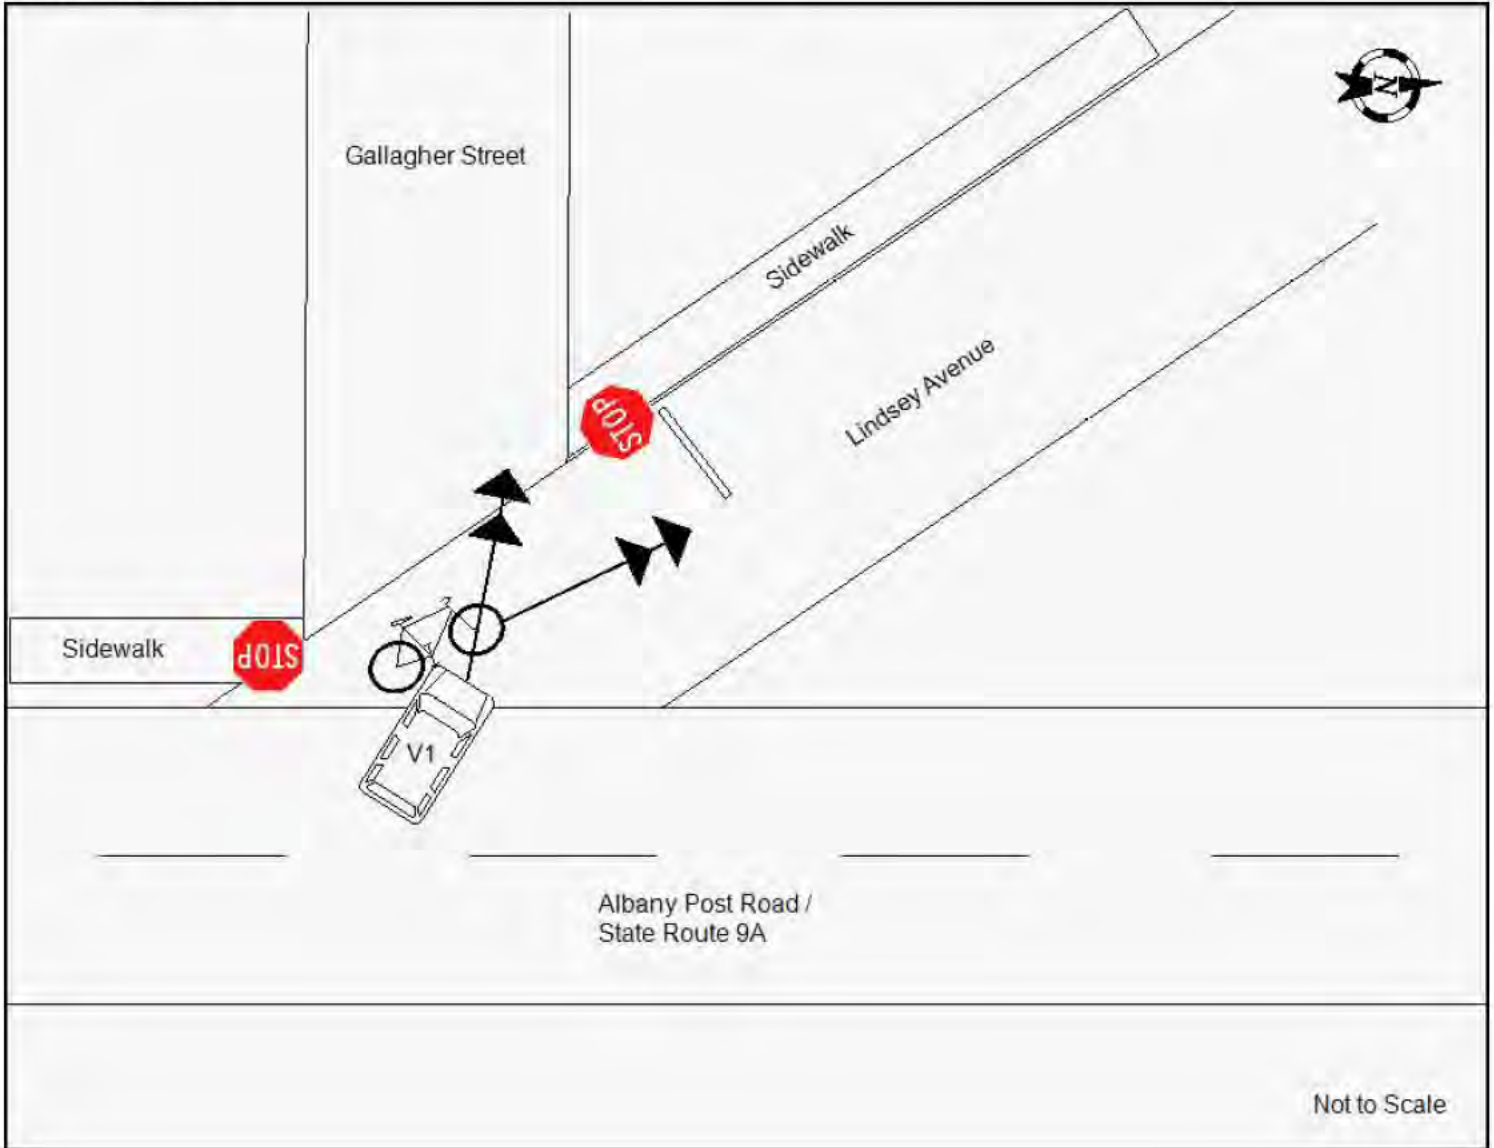 N
Gallagher Street
Sidewalk
Lindsey Avenue
STOP
Sidewalk
STOP
V1
Albany Post Road /
State Route 9A
Not to Scale